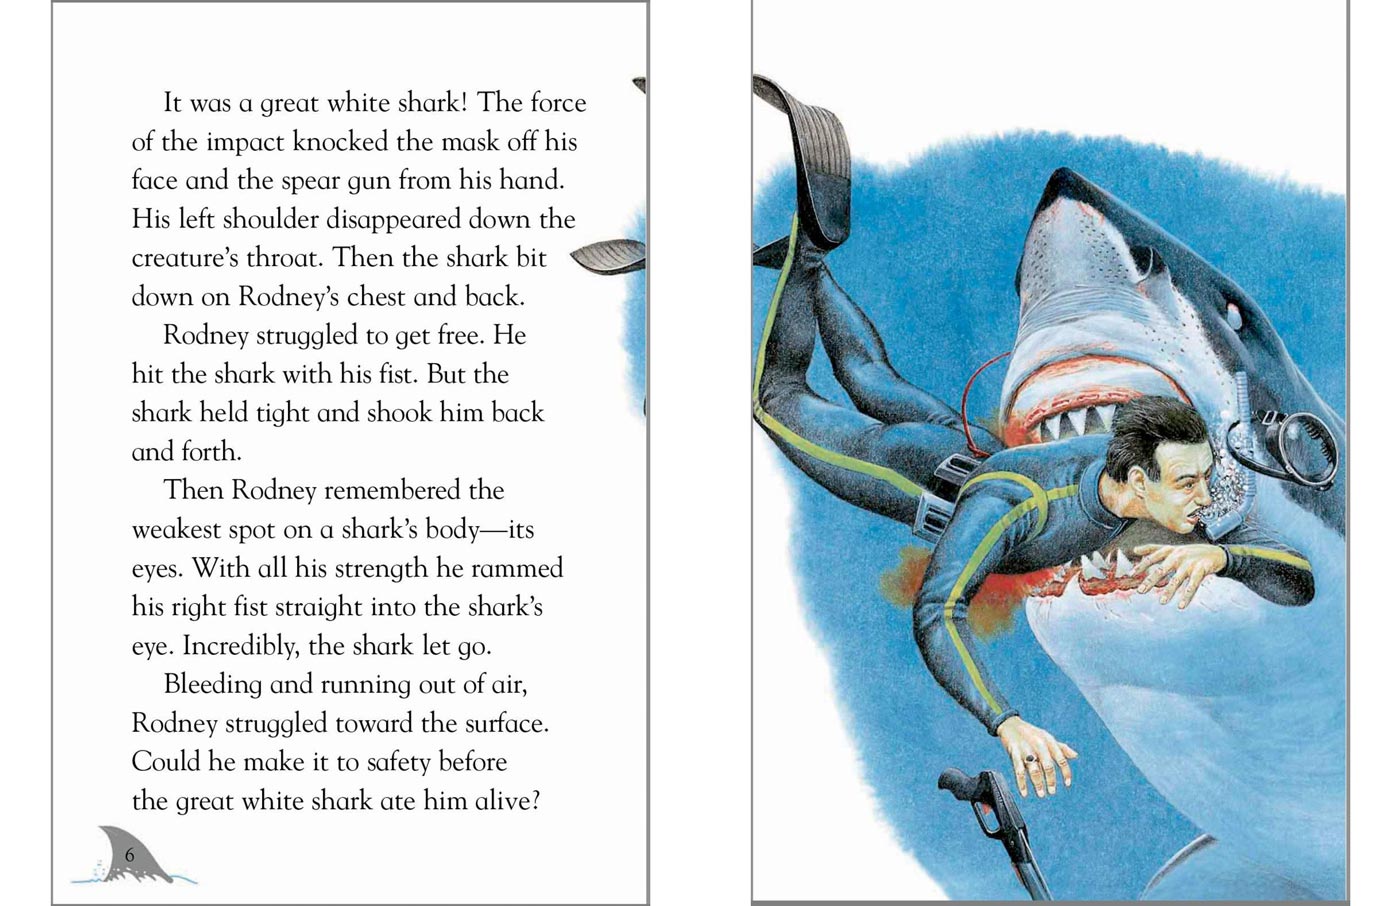 It was a great white shark! The force
of the impact knocked the mask off his
face and the spear gun from his hand.
His left shoulder disappeared down the
creature's throat. Then the shark bit
down on Rodney's chest and back.
Rodney struggled to get free. He
hit the shark with his fist. But the
shark held tight and shook him back
and forth.
Then Rodney remembered the
weakest spot on a shark's body—its
eyes. With all his strength he rammed
his right fist straight into the shark's
eye. Incredibly, the shark let go.
Bleeding and running out of air,
Rodney struggled toward the surface.
Could he make it to safety before
the great white shark ate him alive?
6